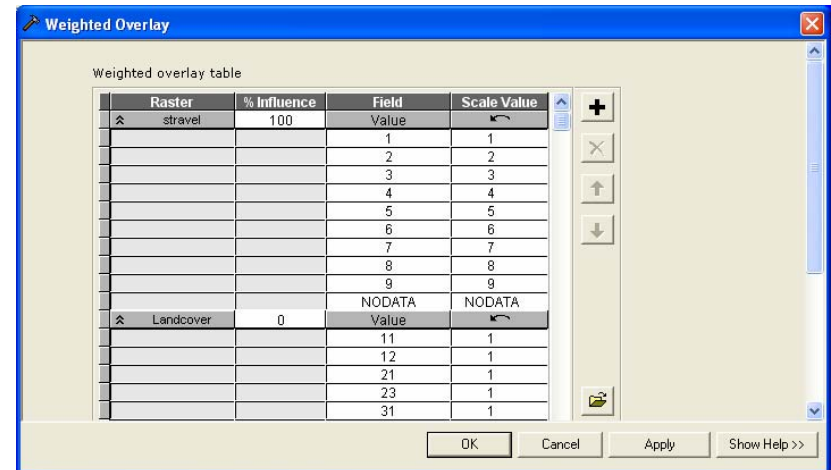 Weighted Overlay
Weighted overlay table
Raster % Influence Field Scale Value
stravel 100 Value
1 1
2 2
3 3
4 4
5 5
6 6
7 7
8 8
9 9
NODATA NODATA
Landcover 0 Value
11 1
12 1
21 1
23 1
31 1
OK Cancel Apply Show Help >>